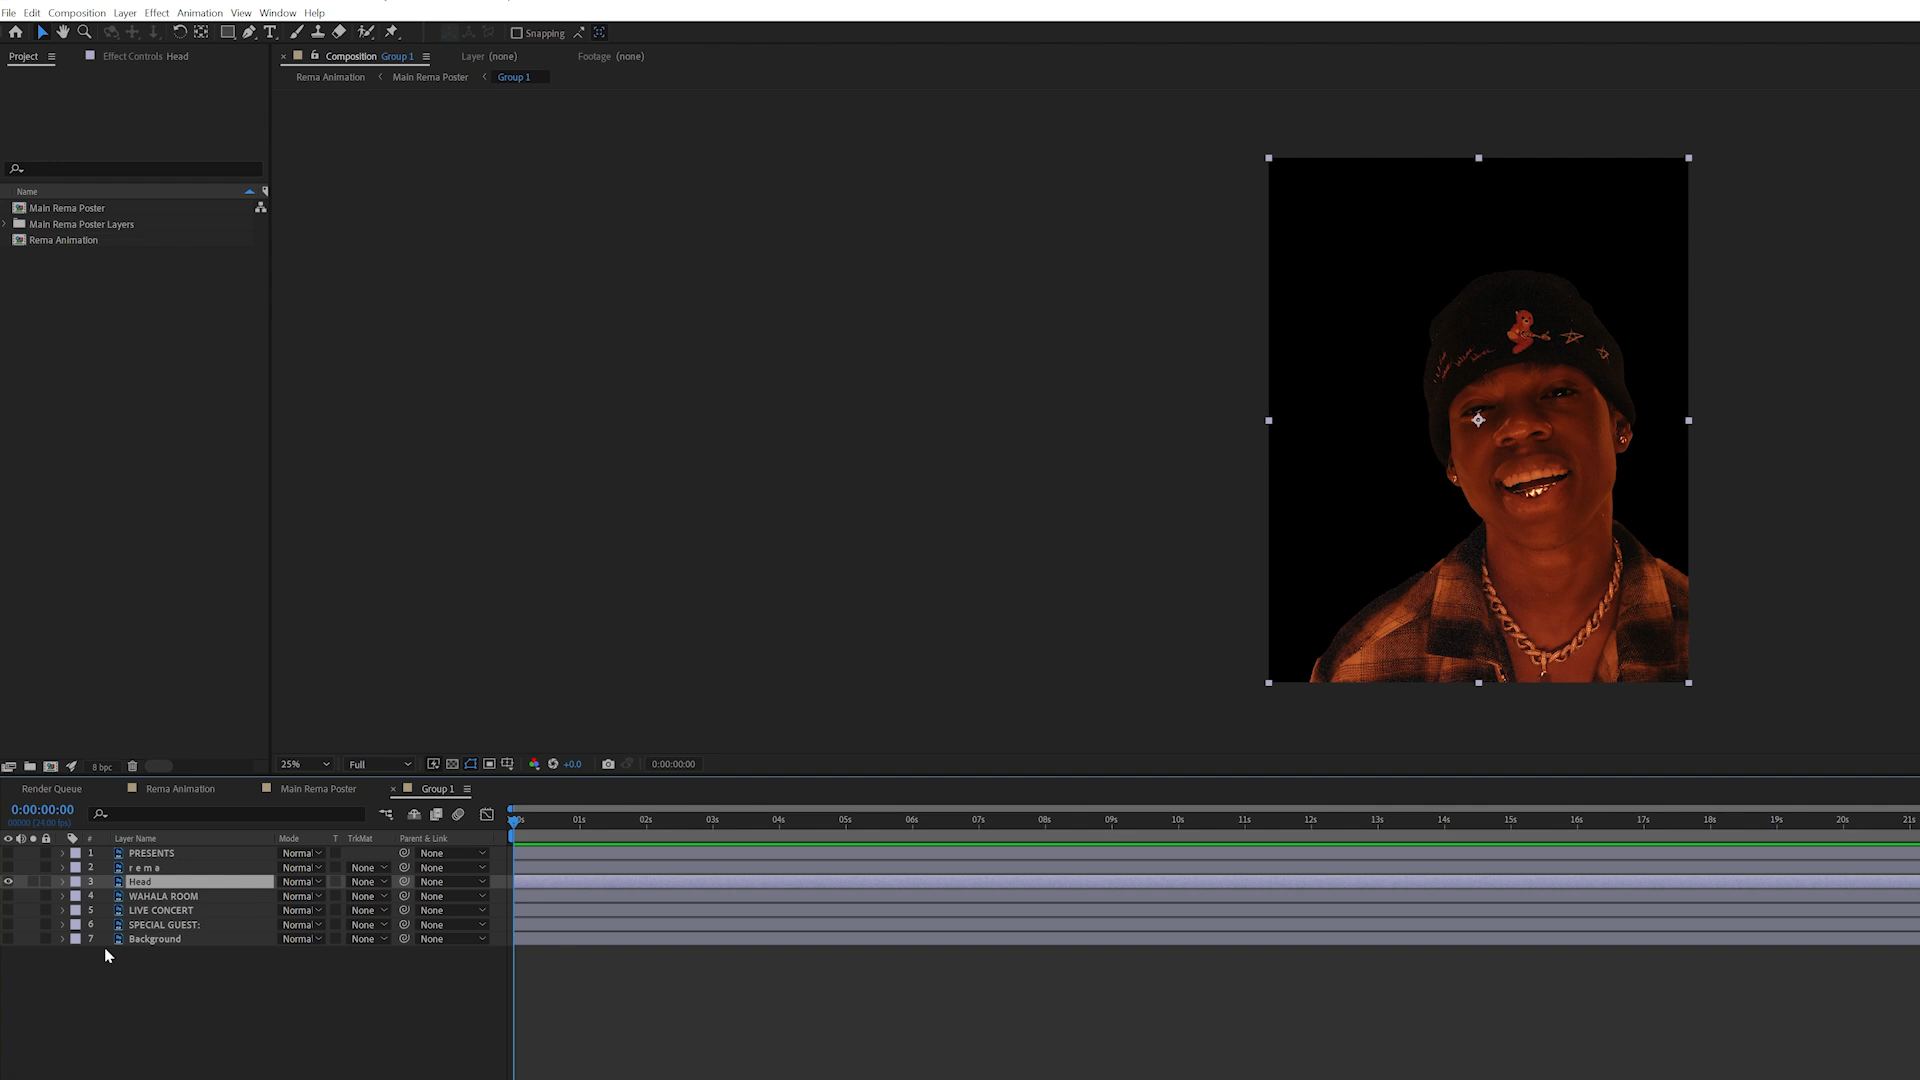 File Edit Composition Layer Effect Animation View Window Help
Snapping
Project Effect Controls Head
Composition Group 1 Layer (none) Footage (none)
Rema Animation Main Rema Poster Group 1
Name
Main Rema Poster
Main Rema Poster Layers
Rema Animation
8 bpc
25% Full +0.0 0:00:00:00
Render Queue Rema Animation Main Rema Poster Group 1
0:00:00:00
00000 (24.00 fps)
01s 02s 03s 04s 05s 06s 07s 08s 09s 10s 11s 12s 13s 14s 15s 16s 17s 18s 19s 20s 21s
# Layer Name Mode T TrkMat Parent & Link
1 PRESENTS Normal None
2 r e m a Normal None None
3 Head Normal None None
4 WAHALA ROOM Normal None None
5 LIVE CONCERT Normal None None
6 SPECIAL GUEST: Normal None None
7 Background Normal None None